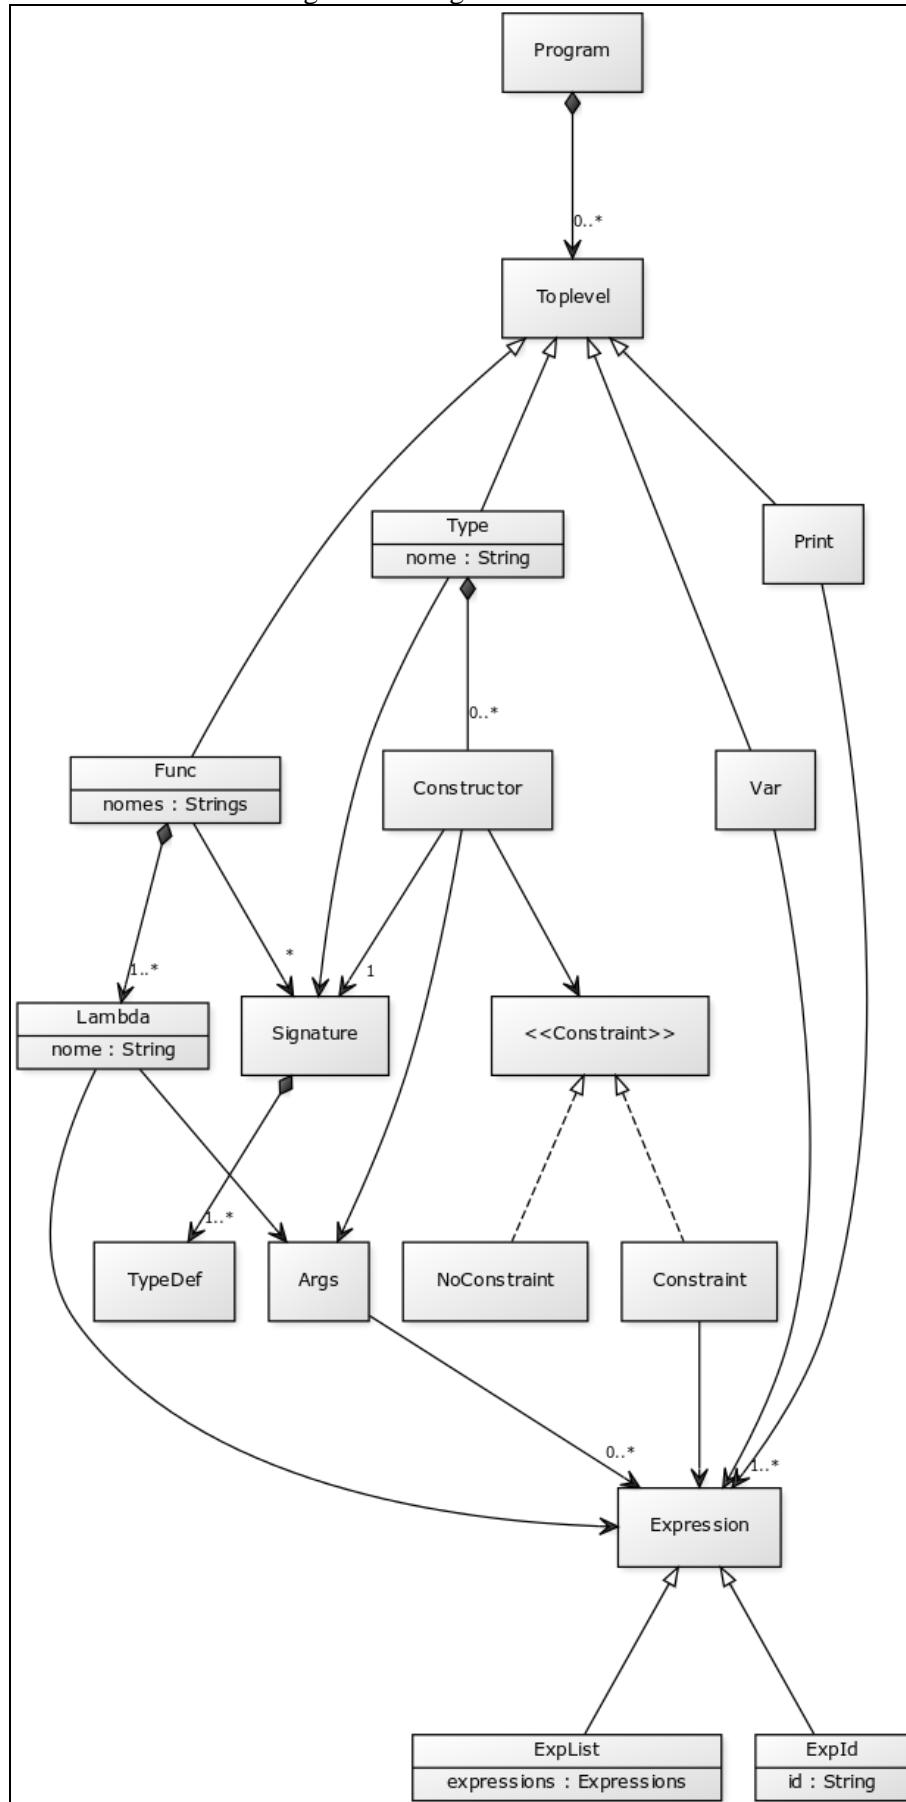 Program
0..*
Toplevel
Type
nome : String
Print
0..*
Func
nomes : Strings
Constructor
Var
*
1..*
1
Lambda
nome : String
Signature
<<Constraint>>
1..*
TypeDef
Args
NoConstraint
Constraint
0..*
1..*
Expression
ExpList
expressions : Expressions
ExpId
id : String